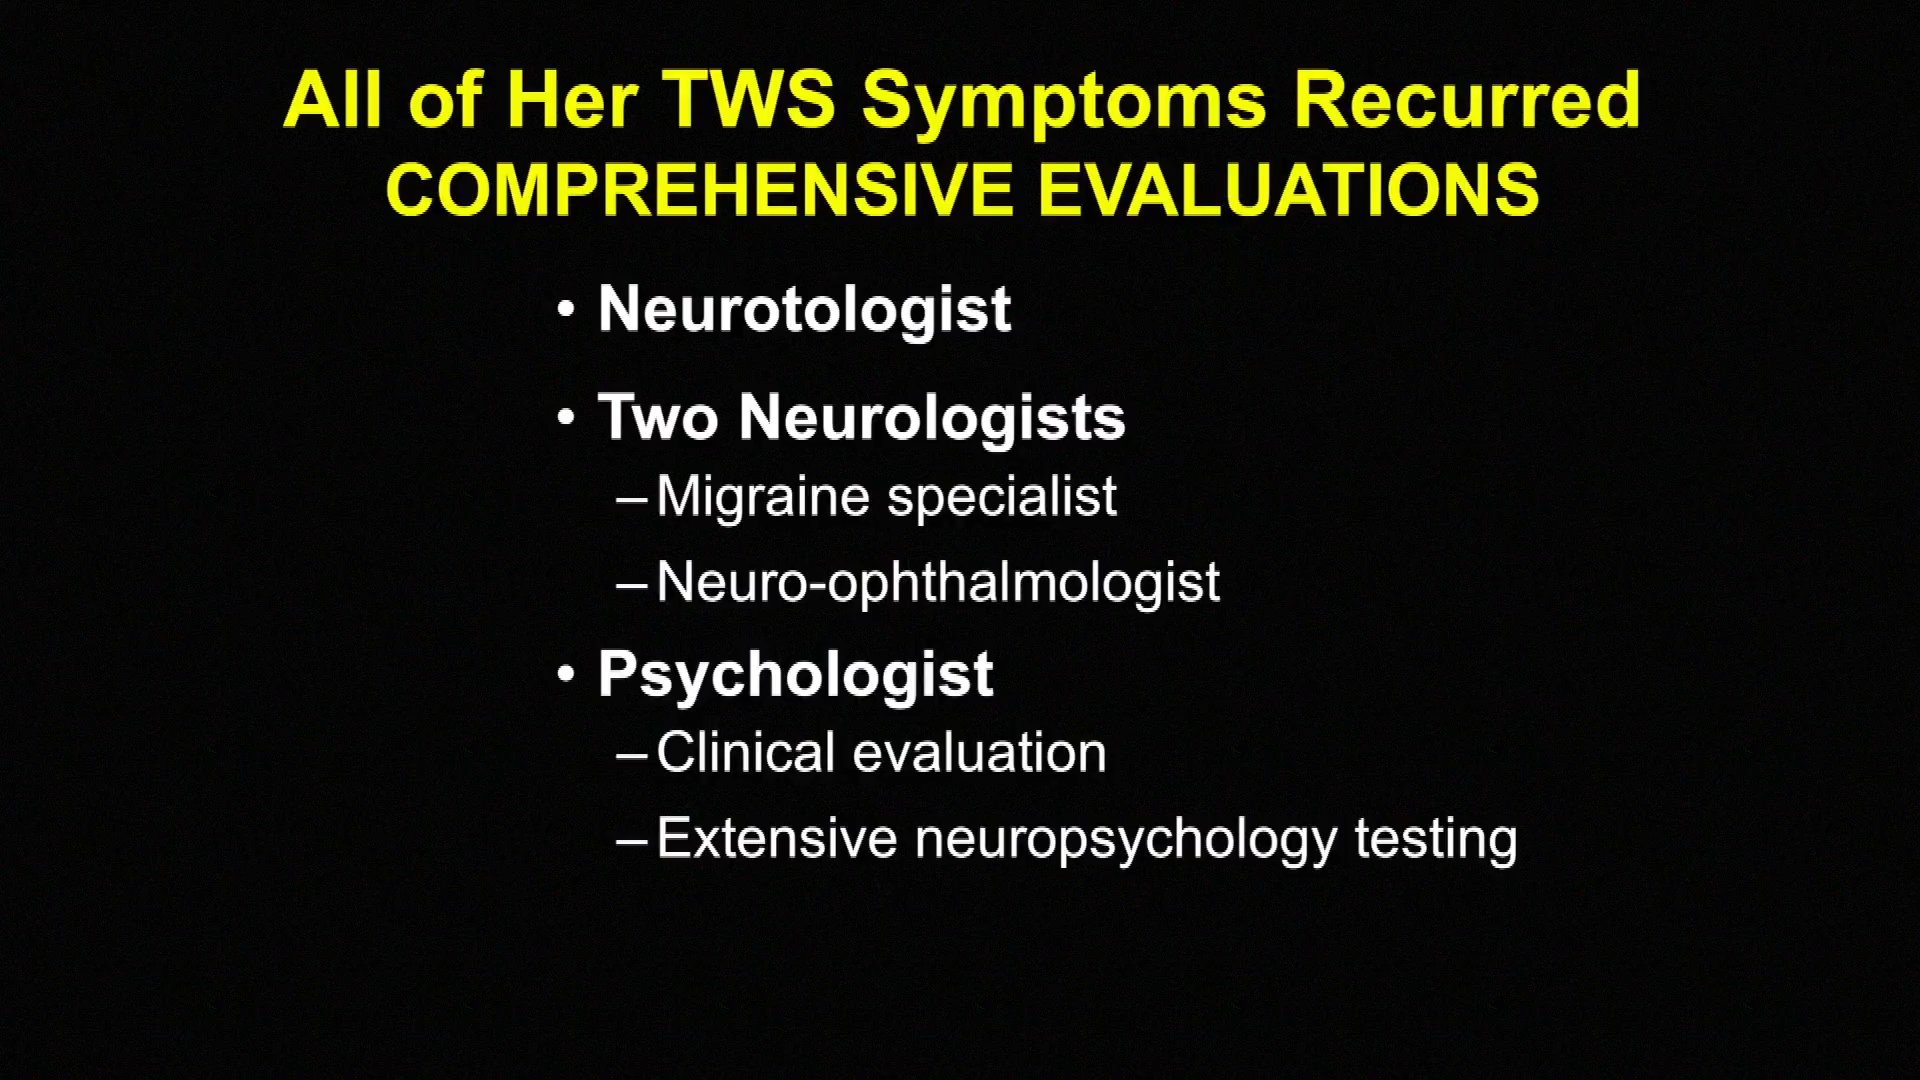 All of Her TWS Symptoms Recurred
COMPREHENSIVE EVALUATIONS
• Neurotologist
• Two Neurologists
– Migraine specialist
– Neuro-ophthalmologist
• Psychologist
– Clinical evaluation
– Extensive neuropsychology testing